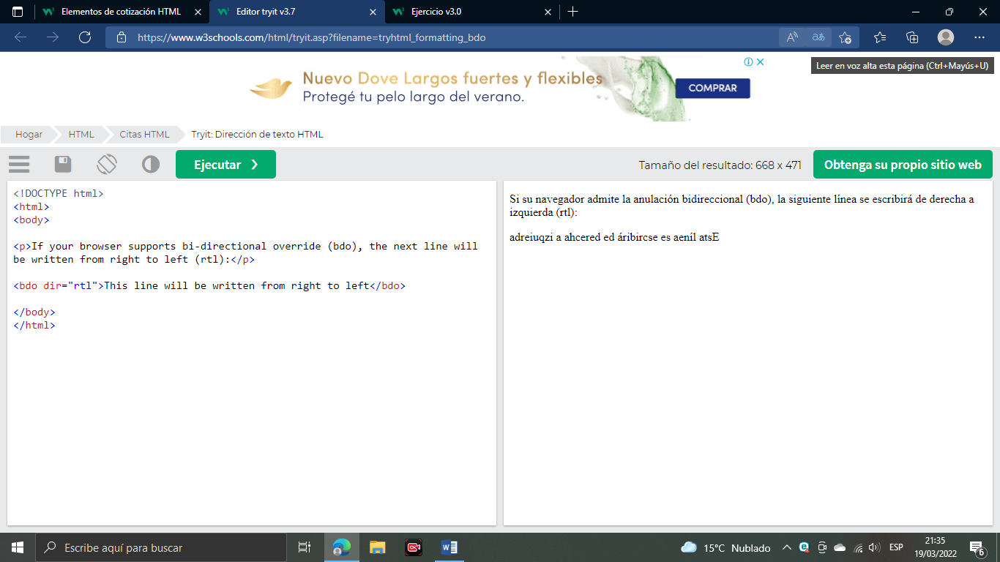 Elementos de cotización HTML
Editor tryit v3.7
Ejercicio v3.0
https://www.w3schools.com/html/tryit.asp?filename=tryhtml_formatting_bdo
Leer en voz alta esta página (Ctrl+Mayús+U)
Nuevo Dove Largos fuertes y flexibles
Protegé tu pelo largo del verano.
COMPRAR
Hogar
HTML
Citas HTML
Tryit: Dirección de texto HTML
Ejecutar ❯
Tamaño del resultado: 668 x 471
Obtenga su propio sitio web
<!DOCTYPE html>
<html>
<body>
<p>If your browser supports bi-directional override (bdo), the next line will
be written from right to left (rtl):</p>
<bdo dir="rtl">This line will be written from right to left</bdo>
</body>
</html>
Si su navegador admite la anulación bidireccional (bdo), la siguiente línea se escribirá de derecha a
izquierda (rtl):
adreiuqzi a ahcered ed áribircse es aeníl atsE
Escribe aquí para buscar
15°C Nublado
ESP
21:35
19/03/2022
6